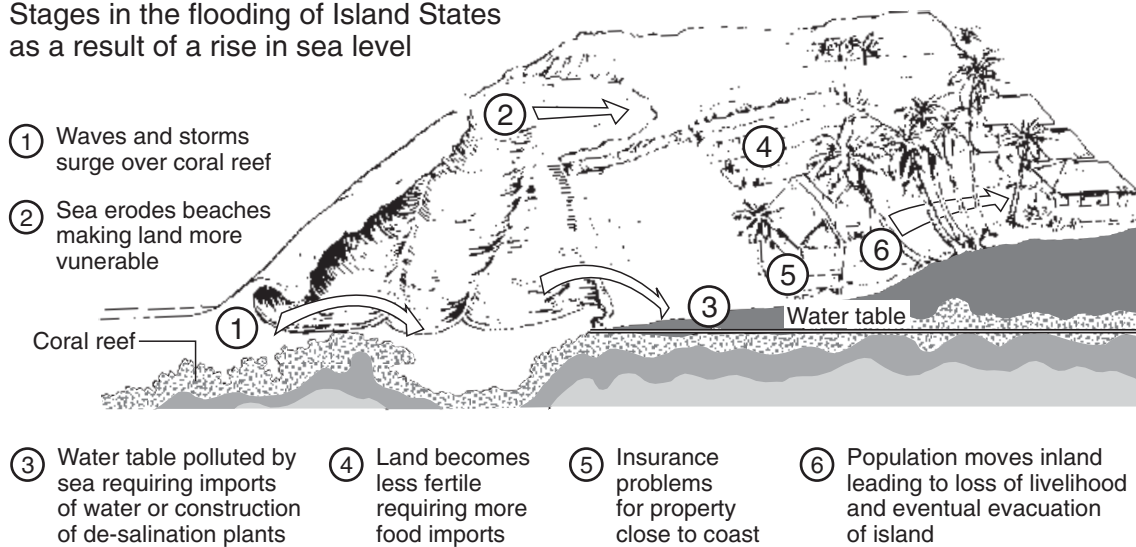 Stages in the flooding of Island States
as a result of a rise in sea level
1 Waves and storms
surge over coral reef
2 Sea erodes beaches
making land more
vunerable
2
4
6
5
3
1
Water table
Coral reef
3 Water table polluted by
sea requiring imports
of water or construction
of de-salination plants
4 Land becomes
less fertile
requiring more
food imports
5 Insurance
problems
for property
close to coast
6 Population moves inland
leading to loss of livelihood
and eventual evacuation
of island